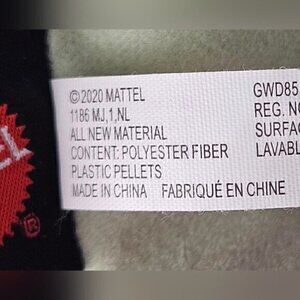 © 2020 MATTEL GWD85
1186 MJ,1,NL REG. NO
ALL NEW MATERIAL SURFAC
CONTENT: POLYESTER FIBER LAVABL
PLASTIC PELLETS
MADE IN CHINA FABRIQUÉ EN CHINE
EL
®